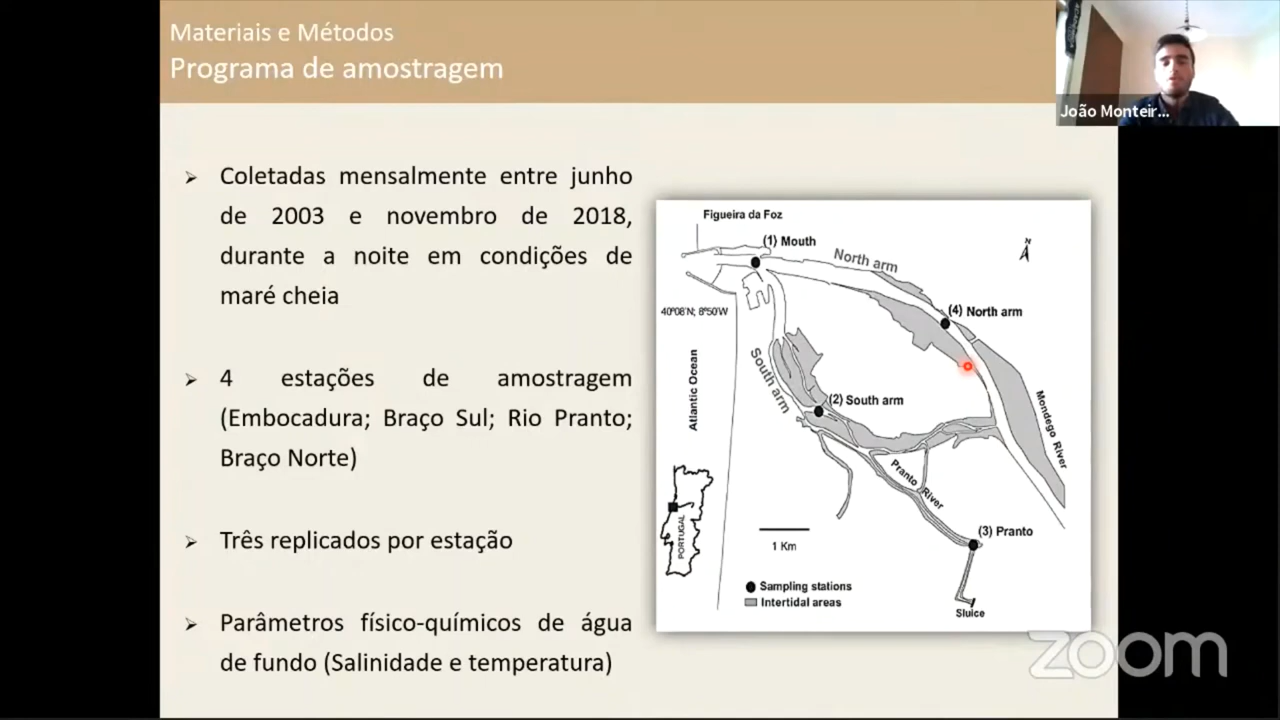 Materiais e Métodos
Programa de amostragem
João Monteir...
➢ Coletadas mensalmente entre junho
de 2003 e novembro de 2018,
durante a noite em condições de
maré cheia
➢ 4 estações de amostragem
(Embocadura; Braço Sul; Rio Pranto;
Braço Norte)
➢ Três replicados por estação
➢ Parâmetros físico-químicos de água
de fundo (Salinidade e temperatura)
Figueira da Foz
(1) Mouth
North arm
N
(4) North arm
40º08'N; 8º50'W
South arm
Atlantic Ocean
(2) South arm
Mondego River
Pranto River
PORTUGAL
1 Km
(3) Pranto
Sampling stations
Intertidal areas
Sluice
zoom